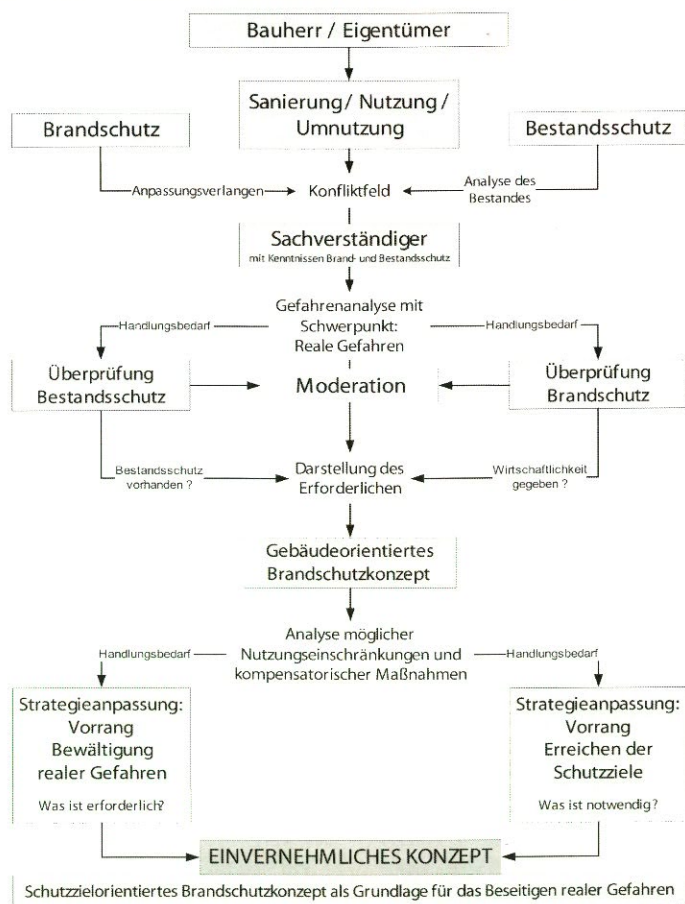 Bauherr / Eigentümer
Sanierung / Nutzung /
Umnutzung
Brandschutz
Bestandsschutz
Anpassungsverlangen
Konfliktfeld
Analyse des
Bestandes
Sachverständiger
mit Kenntnissen Brand- und Bestandsschutz
Gefahrenanalyse mit
Schwerpunkt:
Reale Gefahren
Handlungsbedarf
Handlungsbedarf
Überprüfung
Bestandsschutz
Moderation
Überprüfung
Brandschutz
Bestandsschutz
vorhanden ?
Darstellung des
Erforderlichen
Wirtschaftlichkeit
gegeben ?
Gebäudeorientiertes
Brandschutzkonzept
Analyse möglicher
Nutzungseinschränkungen und
kompensatorischer Maßnahmen
Handlungsbedarf
Handlungsbedarf
Strategieanpassung:
Vorrang
Bewältigung
realer Gefahren
Was ist erforderlich?
Strategieanpassung:
Vorrang
Erreichen der
Schutzziele
Was ist notwendig?
EINVERNEHMLICHES KONZEPT
Schutzzielorientiertes Brandschutzkonzept als Grundlage für das Beseitigen realer Gefahren